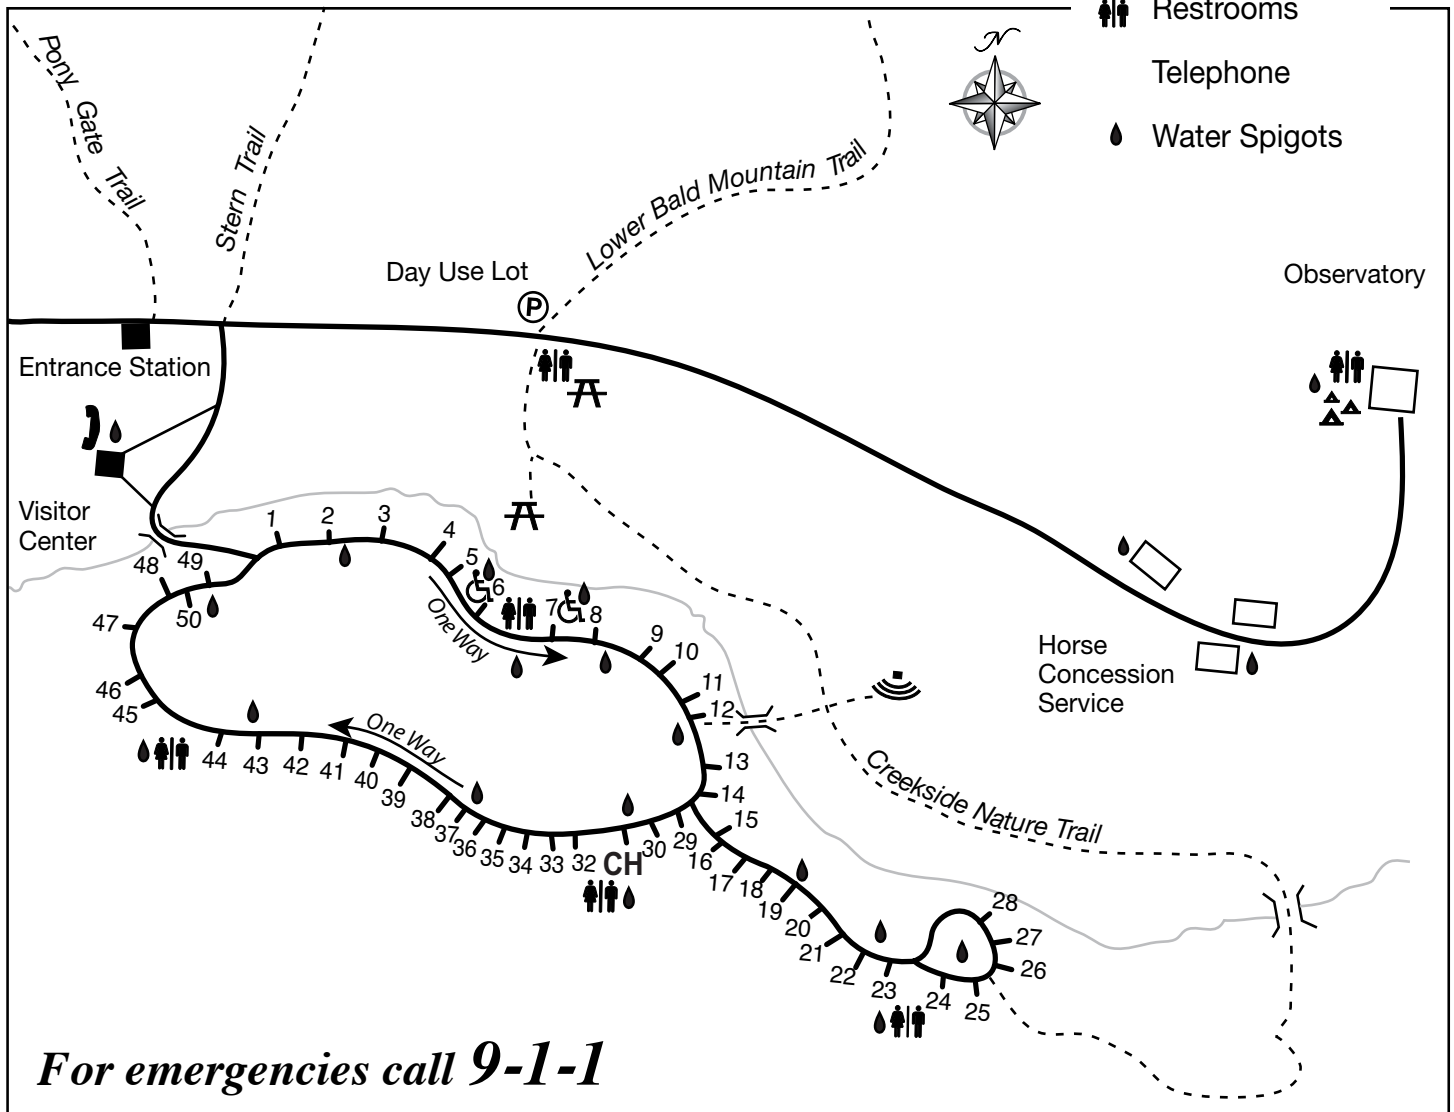 Restrooms
N
Telephone
Water Spigots
Pony Gate Trail
Stern Trail
Lower Bald Mountain Trail
Day Use Lot
P
Observatory
Entrance Station
Visitor
Center
1
2
3
4
5
6
7
8
9
10
11
12
13
14
15
16
17
18
19
20
21
22
23
24
25
26
27
28
29
30
CH
32
33
34
35
36
37
38
39
40
41
42
43
44
45
46
47
48
49
50
One Way
One Way
Horse
Concession
Service
Creekside Nature Trail
For emergencies call 9-1-1